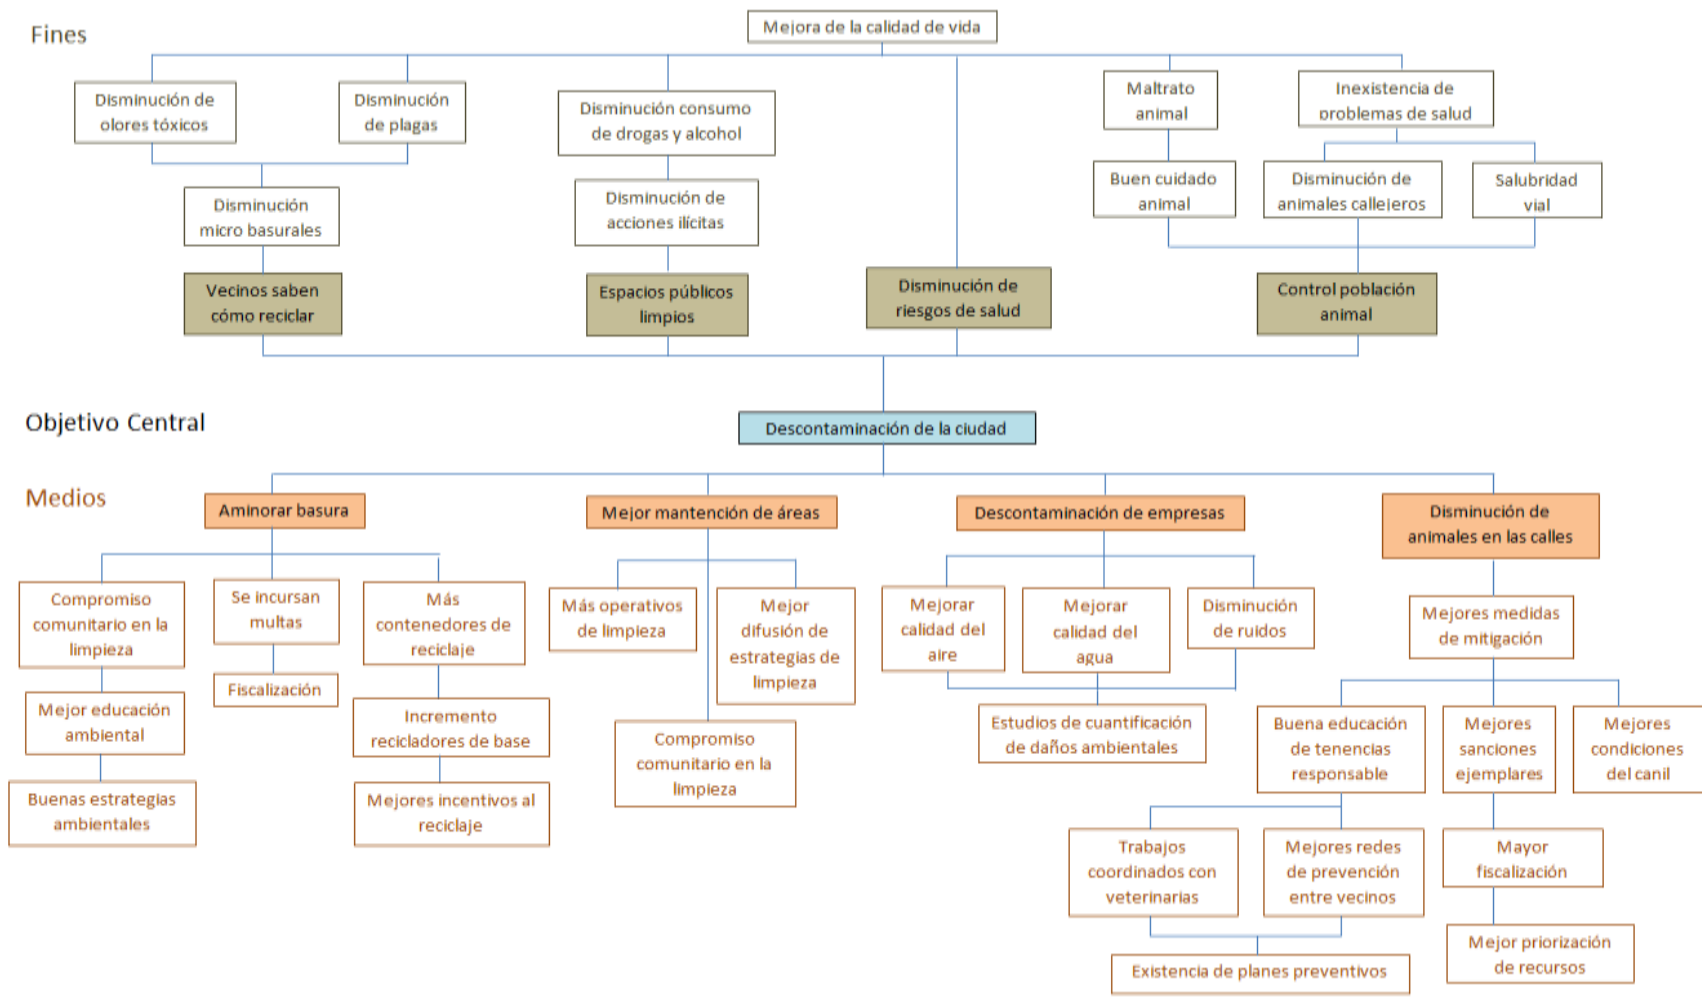 Fines
Mejora de la calidad de vida
Disminución de
olores tóxicos
Disminución
de plagas
Disminución consumo
de drogas y alcohol
Maltrato
animal
Inexistencia de
problemas de salud
Disminución
micro basurales
Disminución de
acciones ilícitas
Buen cuidado
animal
Disminución de
animales callejeros
Salubridad
vial
Vecinos saben
cómo reciclar
Espacios públicos
limpios
Disminución de
riesgos de salud
Control población
animal
Objetivo Central
Descontaminación de la ciudad
Medios
Aminorar basura
Mejor mantención de áreas
Descontaminación de empresas
Disminución de
animales en las calles
Compromiso
comunitario en la
limpieza
Se incursan
multas
Más
contenedores de
reciclaje
Más operativos
de limpieza
Mejor
difusión de
estrategias de
limpieza
Mejorar
calidad del
aire
Mejorar
calidad del
agua
Disminución
de ruidos
Mejores medidas
de mitigación
Mejor educación
ambiental
Fiscalización
Incremento
recicladores de base
Compromiso
comunitario en la
limpieza
Estudios de cuantificación
de daños ambientales
Buena educación
de tenencias
responsable
Mejores
sanciones
ejemplares
Mejores
condiciones
del canil
Buenas estrategias
ambientales
Mejores incentivos al
reciclaje
Trabajos
coordinados con
veterinarias
Mejores redes
de prevención
entre vecinos
Mayor
fiscalización
Existencia de planes preventivos
Mejor priorización
de recursos